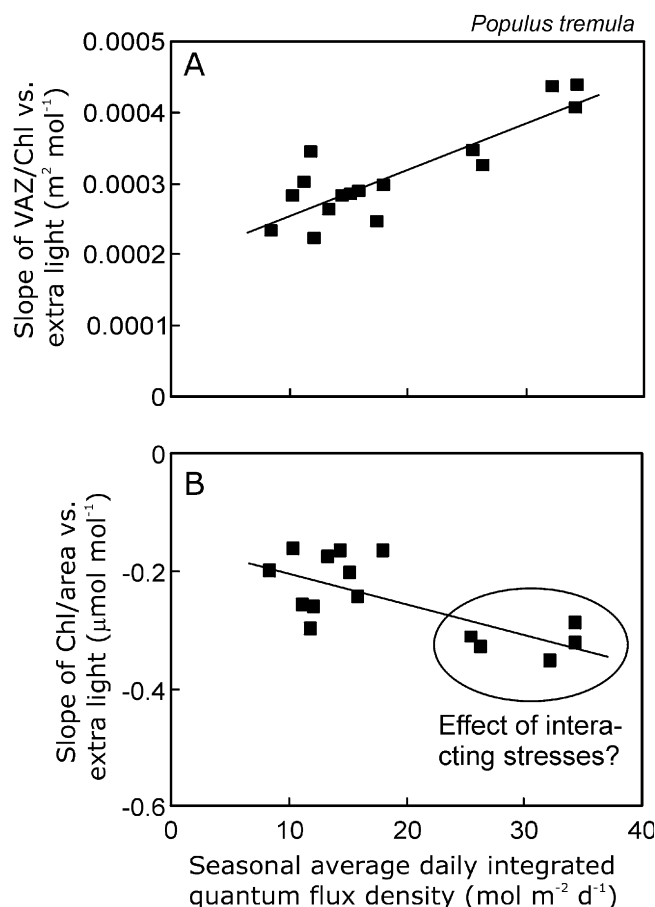 Populus tremula
A
Slope of VAZ/Chl vs.
extra light (m² mol⁻¹)
0.0005
0.0004
0.0003
0.0002
0.0001
0
B
Slope of Chl/area vs.
extra light (μmol mol⁻¹)
0
-0.2
-0.4
-0.6
Effect of intera-
cting stresses?
0 10 20 30 40
Seasonal average daily integrated
quantum flux density (mol m⁻² d⁻¹)